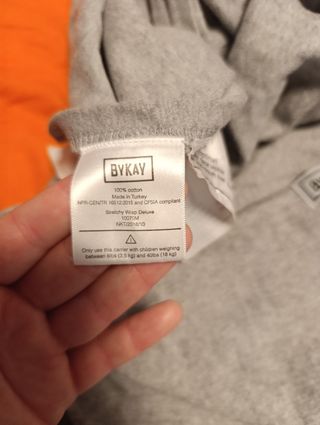 BYKAY
100% cotton
Made in Turkey
NPR-CEN/TR 16512:2015 and CPSIA compliant
Stretchy Wrap Deluxe
Only use this carrier with children weighing
between 8lbs (3,5 kg) and 40lbs (18 kg)